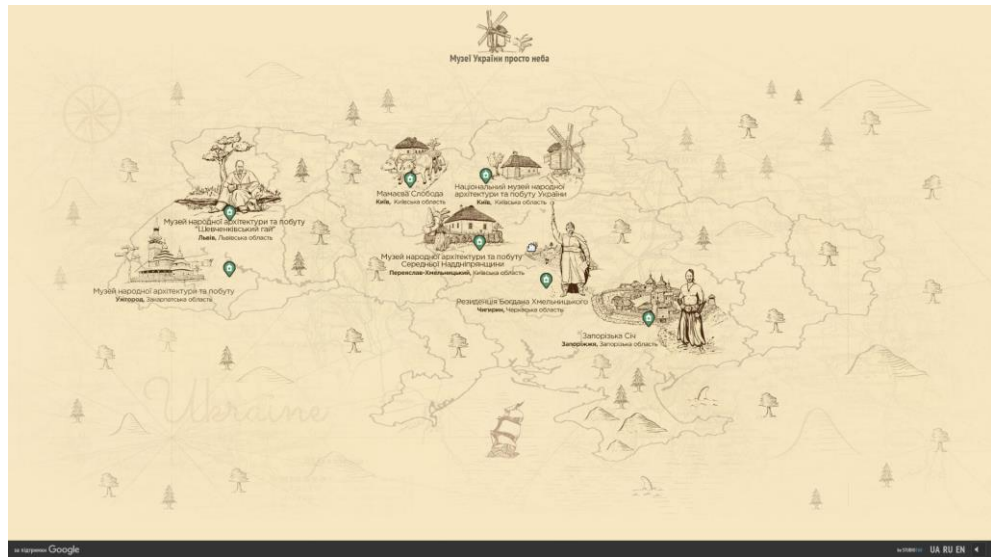 Музеї України просто неба
Мамаєва Слобода
Київ, Київська область
Національний музей народної
архітектури та побуту України
Київ, Київська область
Музей народної архітектури та побуту
"Шевченківський гай"
Львів, Львівська область
Музей народної архітектури та побуту
Середньої Наддніпрянщини
Переяслав-Хмельницький, Київська область
Музей народної архітектури та побуту
Ужгород, Закарпатська область
Резиденція Богдана Хмельницького
Чигирин, Черкаська область
Запорізька Січ
Запоріжжя, Запорізька область
Ukraine
за підтримки Google
UA RU EN